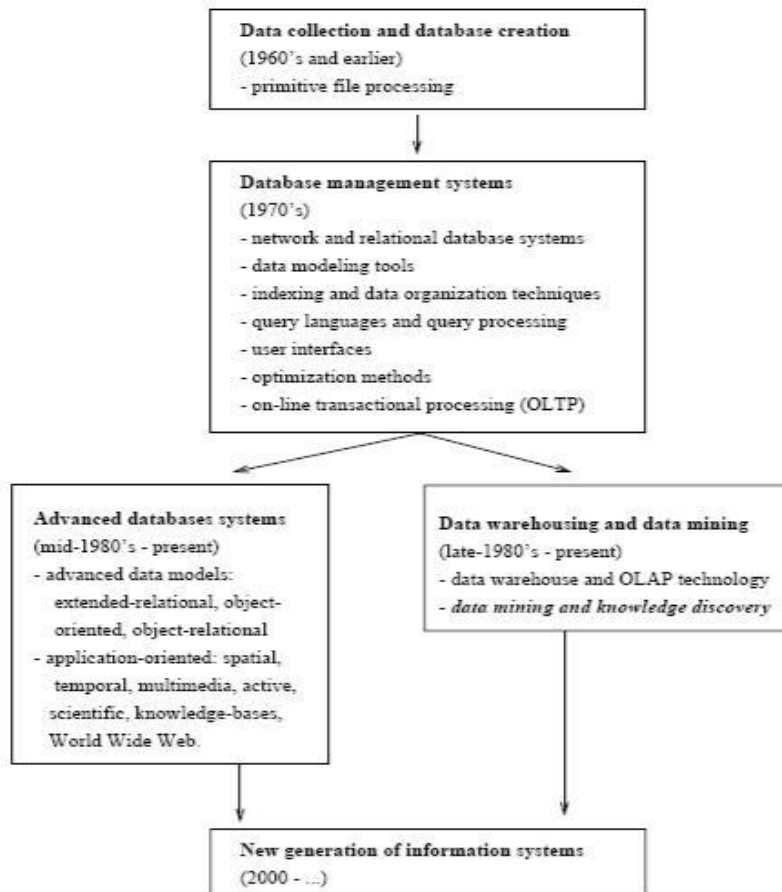 Data collection and database creation
(1960's and earlier)
- primitive file processing
Database management systems
(1970's)
- network and relational database systems
- data modeling tools
- indexing and data organization techniques
- query languages and query processing
- user interfaces
- optimization methods
- on-line transactional processing (OLTP)
Advanced databases systems
(mid-1980's - present)
- advanced data models:
extended-relational, object-
oriented, object-relational
- application-oriented: spatial,
temporal, multimedia, active,
scientific, knowledge-bases,
World Wide Web.
Data warehousing and data mining
(late-1980's - present)
- data warehouse and OLAP technology
- data mining and knowledge discovery
New generation of information systems
(2000 - ...)